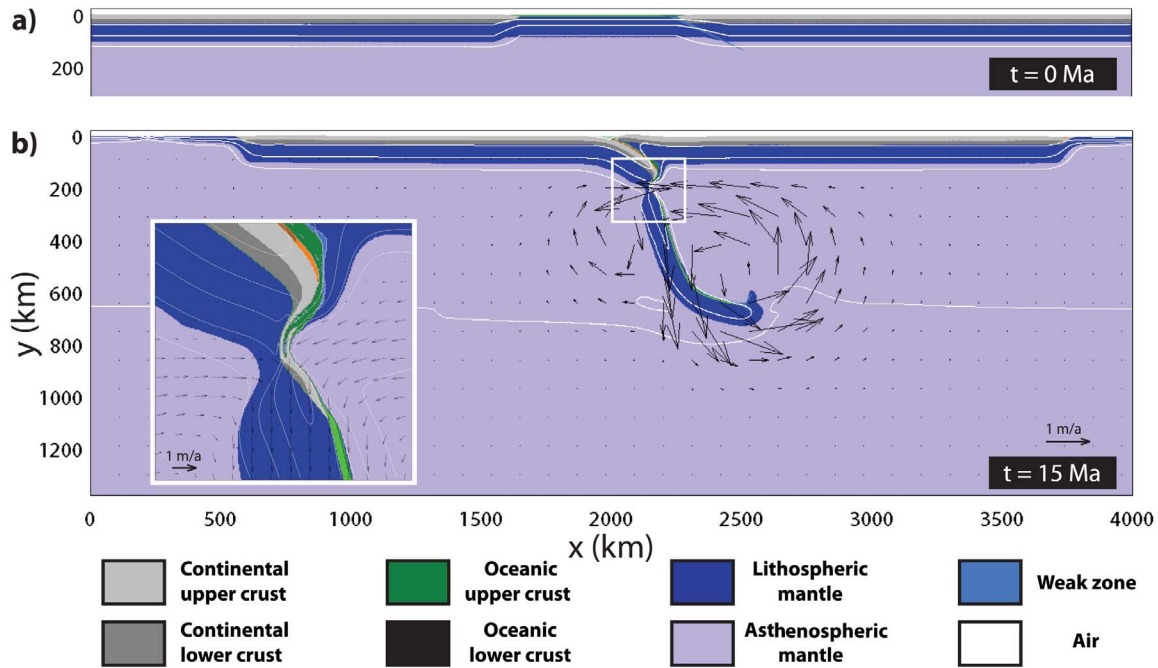 a)
0
200
t = 0 Ma
b)
0
200
400
600
800
1000
1200
y (km)
1 m/a
1 m/a
t = 15 Ma
0 500 1000 1500 2000 2500 3000 3500 4000
x (km)
Continental upper crust
Oceanic upper crust
Lithospheric mantle
Weak zone
Continental lower crust
Oceanic lower crust
Asthenospheric mantle
Air